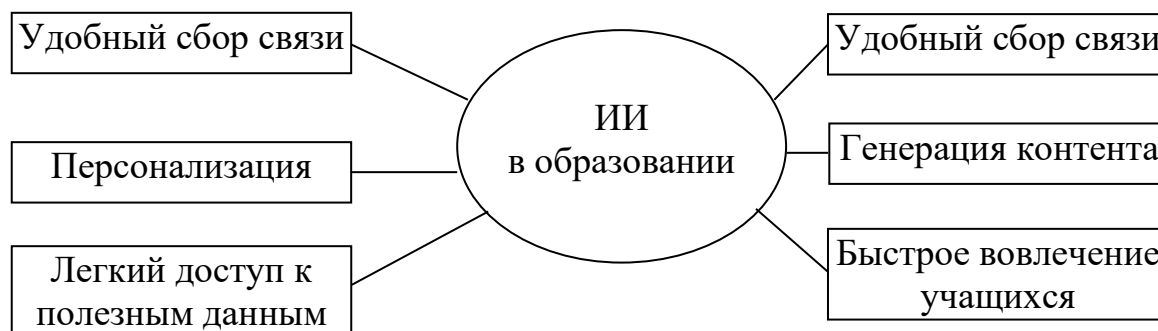 Удобный сбор связи
Персонализация
Легкий доступ к
полезным данным
ИИ
в образовании
Удобный сбор связи
Генерация контента
Быстрое вовлечение
учащихся